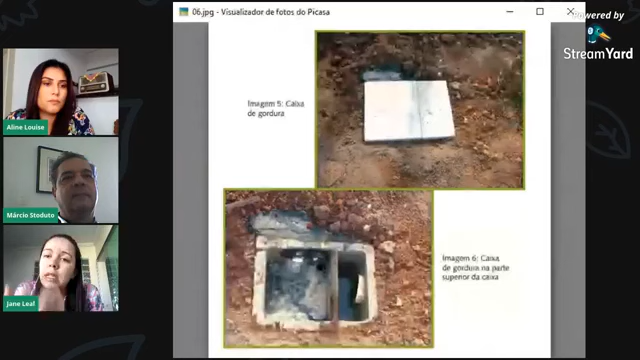 06.jpg - Visualizador de fotos do Picasa
Powered by
StreamYard
Imagem 5: Caixa
de gordura
Aline Louise
Márcio Stoduto
Jane Leal
Imagem 6: Caixa
de gordura na parte
superior da caixa